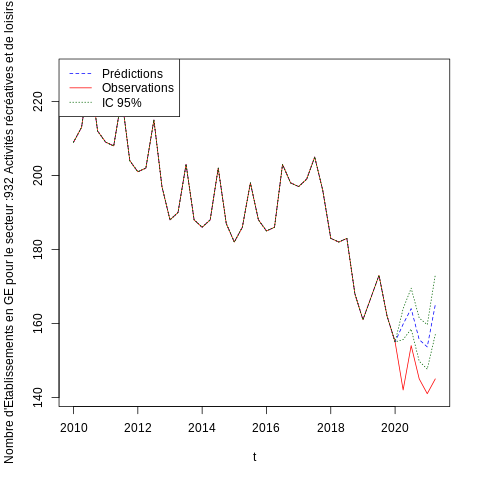 Nombre d'Etablissements en GE pour le secteur :932 Activités récréatives et de loisirs
Prédictions
Observations
IC 95%
220
200
180
160
140
2010
2012
2014
2016
2018
2020
t